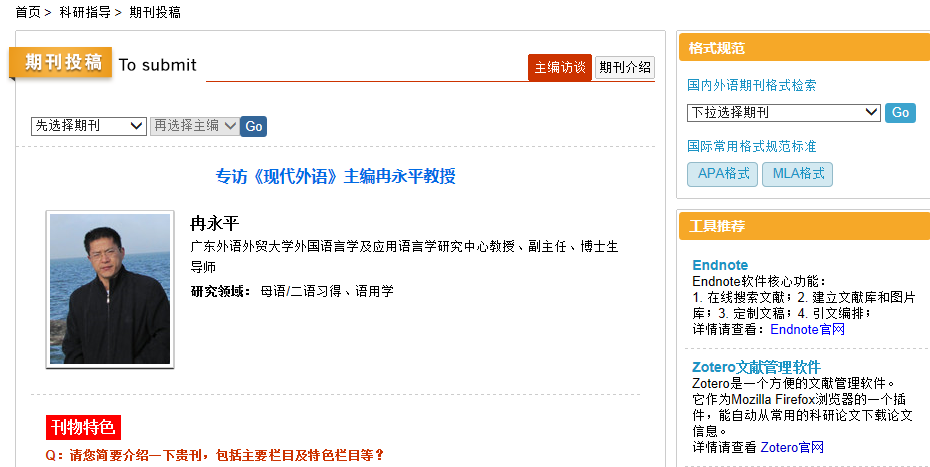 首页 > 科研指导 > 期刊投稿
期刊投稿 To submit
主编访谈 期刊介绍
先选择期刊 再选择主编 Go
专访《现代外语》主编冉永平教授
冉永平
广东外语外贸大学外国语言学及应用语言学研究中心教授、副主任、博士生
导师
研究领域： 母语/二语习得、语用学
刊物特色
Q：请您简要介绍一下贵刊，包括主要栏目及特色栏目等？
格式规范
国内外语期刊格式检索
下拉选择期刊 Go
国际常用格式规范标准
APA格式 MLA格式
工具推荐
Endnote
Endnote软件核心功能：
1. 在线搜索文献；2. 建立文献库和图片
库；3. 定制文稿；4. 引文编排；
详情请查看：Endnote官网
Zotero文献管理软件
Zotero是一个方便的文献管理软件。
它作为Mozilla Firefox浏览器的一个插
件，能自动从常用的科研论文下载论文
信息。
详情请查看 Zotero官网